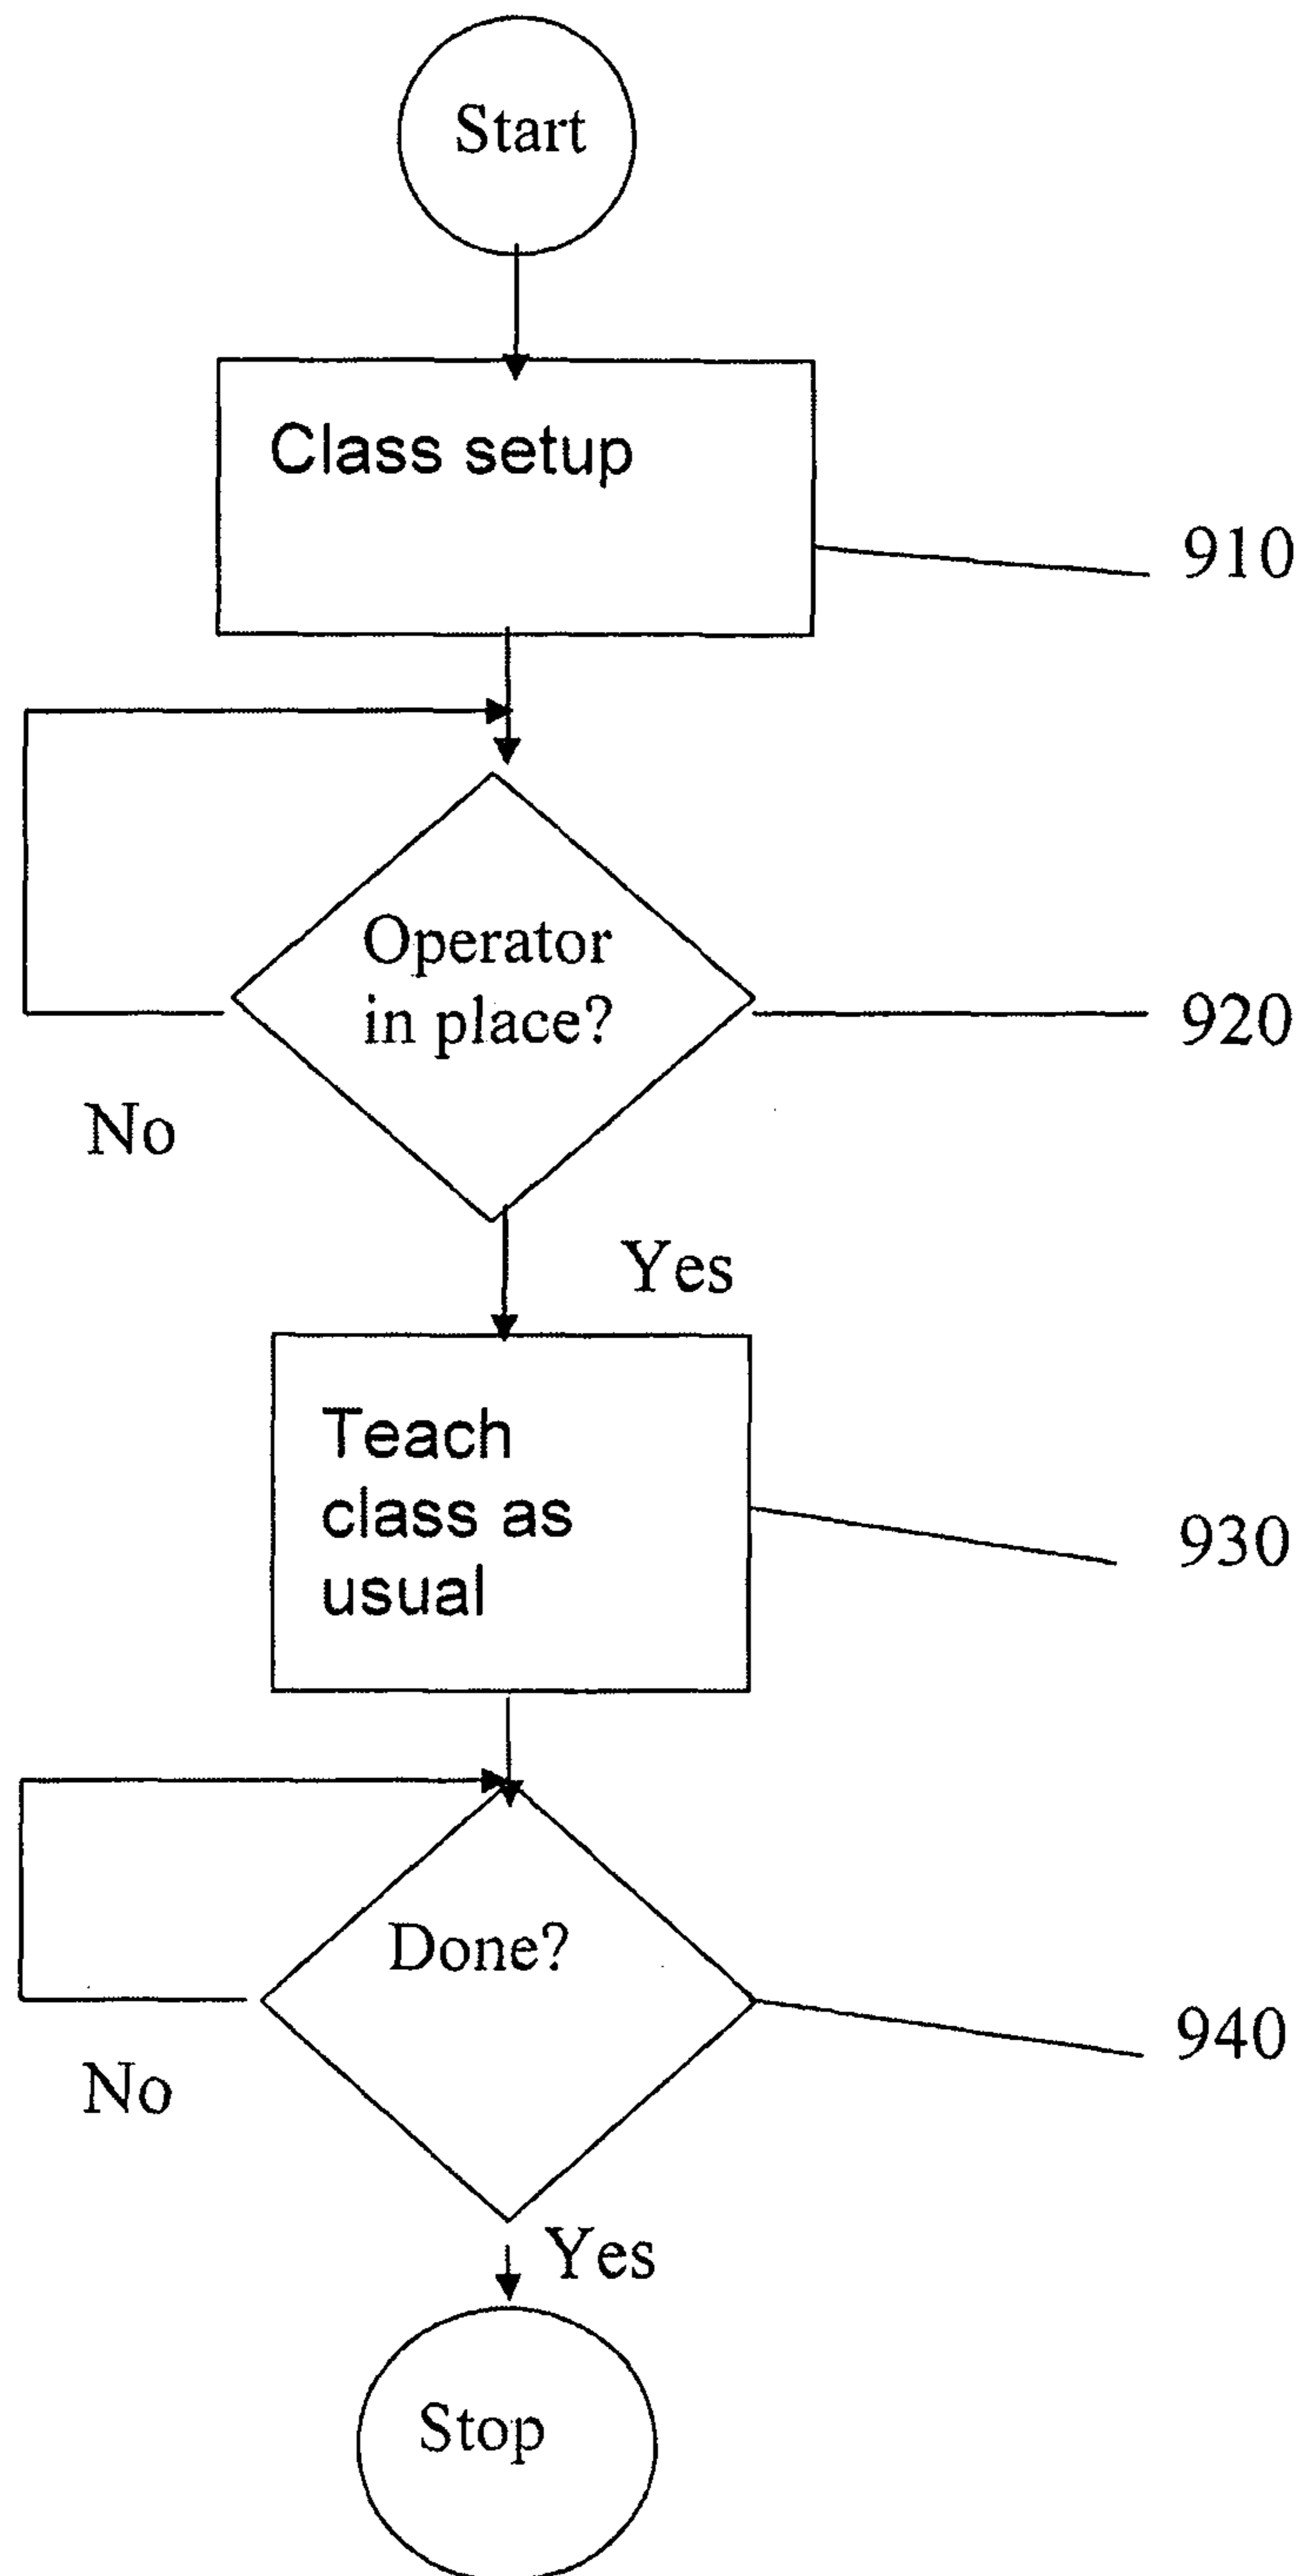 Start
Class setup
910
Operator
in place?
920
No
Yes
Teach
class as
usual
930
Done?
940
No
Yes
Stop